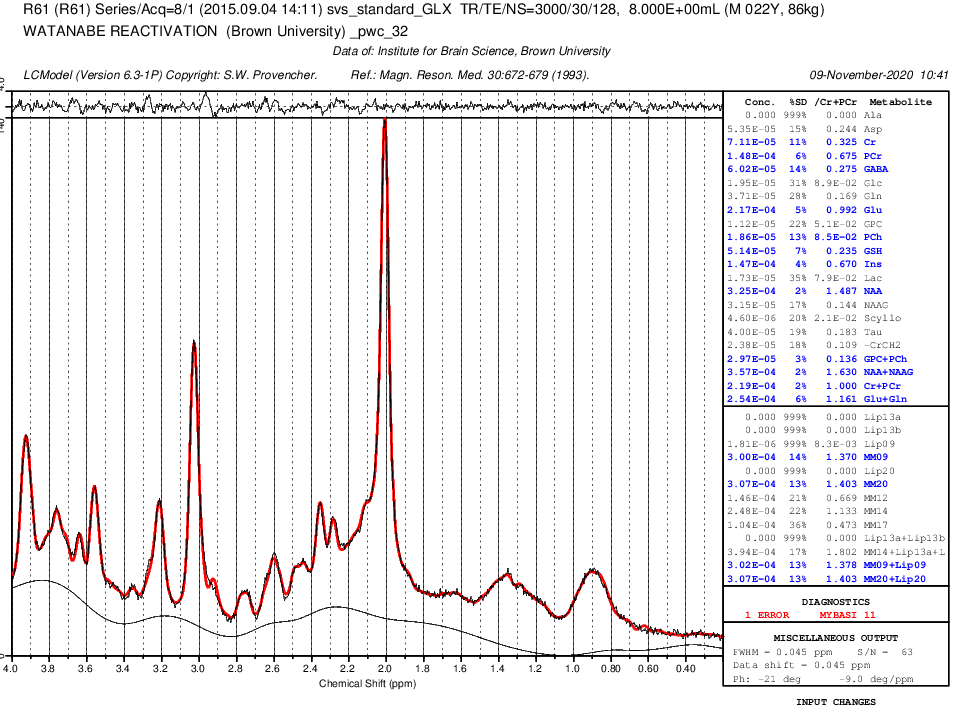 R61 (R61) Series/Acq=8/1 (2015.09.04 14:11) svs_standard_GLX TR/TE/NS=3000/30/128, 8.000E+00mL (M 022Y, 86kg)
WATANABE REACTIVATION (Brown University) _pwc_32
Data of: Institute for Brain Science, Brown University
LCModel (Version 6.3-1P) Copyright: S.W. Provencher. Ref.: Magn. Reson. Med. 30:672-679 (1993). 09-November-2020 10:41
Conc. %SD /Cr+PCr Metabolite
0.000 999% 0.000 Ala
5.35E-05 15% 0.244 Asp
7.11E-05 11% 0.325 Cr
1.48E-04 6% 0.675 PCr
6.02E-05 14% 0.275 GABA
1.95E-05 31% 8.9E-02 Glc
3.71E-05 28% 0.169 Gln
2.17E-04 5% 0.992 Glu
1.12E-05 22% 5.1E-02 GPC
1.86E-05 13% 8.5E-02 PCh
5.14E-05 7% 0.235 GSH
1.47E-04 4% 0.670 Ins
1.73E-05 35% 7.9E-02 Lac
3.25E-04 2% 1.487 NAA
3.15E-05 17% 0.144 NAAG
4.60E-06 20% 2.1E-02 Scyllo
4.00E-05 19% 0.183 Tau
2.38E-05 18% 0.109 -CrCH2
2.97E-05 3% 0.136 GPC+PCh
3.57E-04 2% 1.630 NAA+NAAG
2.19E-04 2% 1.000 Cr+PCr
2.54E-04 6% 1.161 Glu+Gln
0.000 999% 0.000 Lip13a
0.000 999% 0.000 Lip13b
1.81E-06 999% 8.3E-03 Lip09
3.00E-04 14% 1.370 MM09
0.000 999% 0.000 Lip20
3.07E-04 13% 1.403 MM20
1.46E-04 21% 0.669 MM12
2.48E-04 22% 1.133 MM14
1.04E-04 36% 0.473 MM17
0.000 999% 0.000 Lip13a+Lip13b
3.94E-04 17% 1.802 MM14+Lip13a+L
3.02E-04 13% 1.378 MM09+Lip09
3.07E-04 13% 1.403 MM20+Lip20
DIAGNOSTICS
1 ERROR MYBASI 11
MISCELLANEOUS OUTPUT
FWHM = 0.045 ppm S/N = 63
Data shift = 0.045 ppm
Ph: -21 deg -9.0 deg/ppm
INPUT CHANGES
4.0 3.8 3.6 3.4 3.2 3.0 2.8 2.6 2.4 2.2 2.0 1.8 1.6 1.4 1.2 1.0 0.80 0.60 0.40
Chemical Shift (ppm)